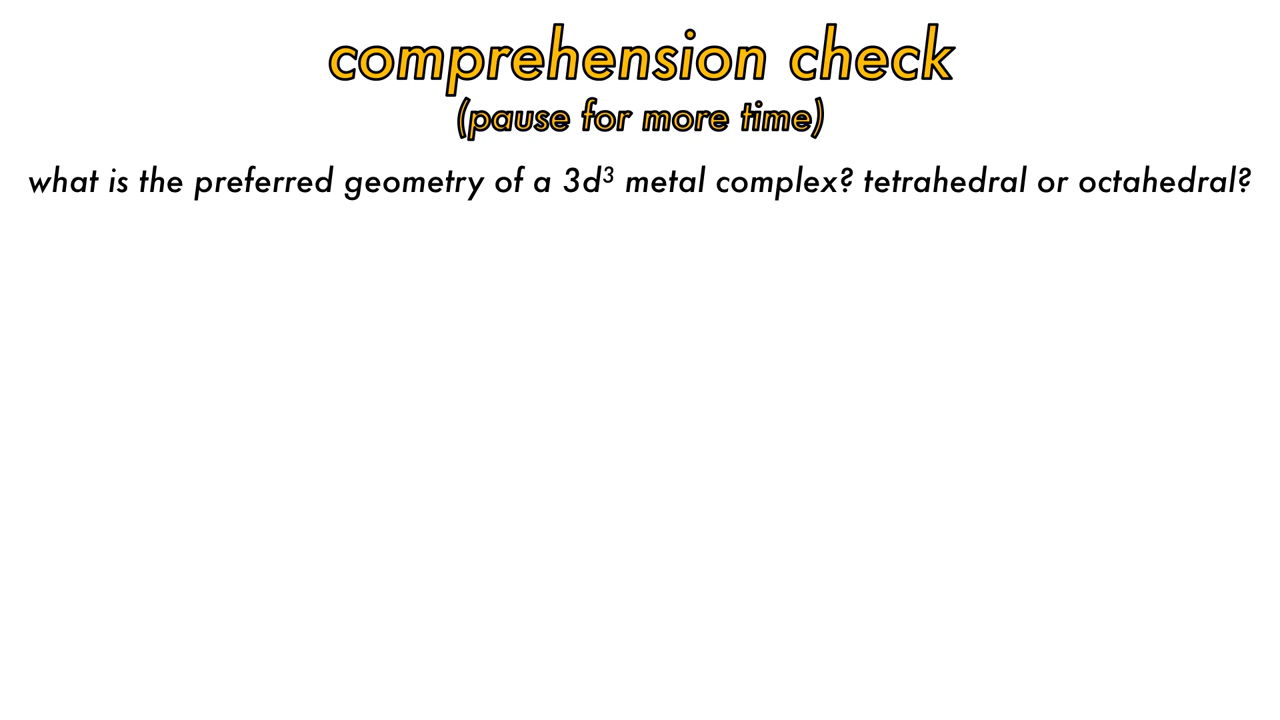 comprehension check
(pause for more time)
what is the preferred geometry of a 3d³ metal complex? tetrahedral or octahedral?